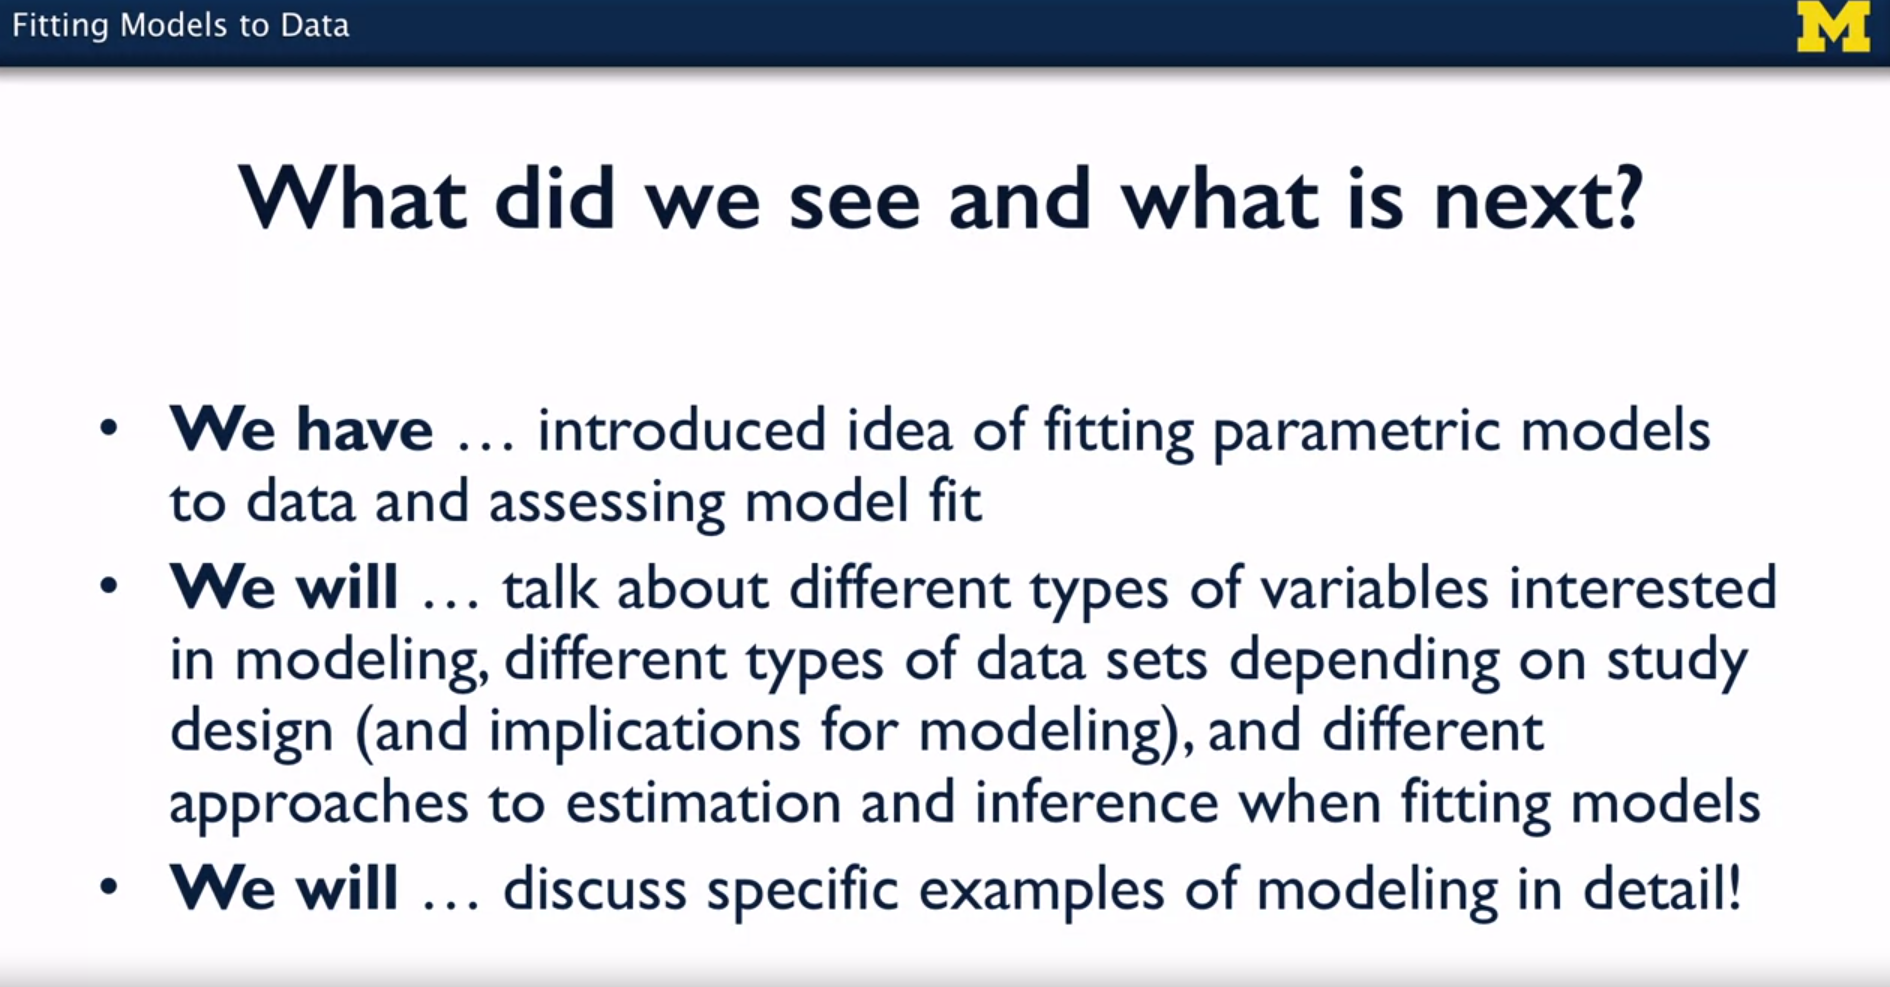 Fitting Models to Data
M
What did we see and what is next?
• We have … introduced idea of fitting parametric models
to data and assessing model fit
• We will … talk about different types of variables interested
in modeling, different types of data sets depending on study
design (and implications for modeling), and different
approaches to estimation and inference when fitting models
• We will … discuss specific examples of modeling in detail!